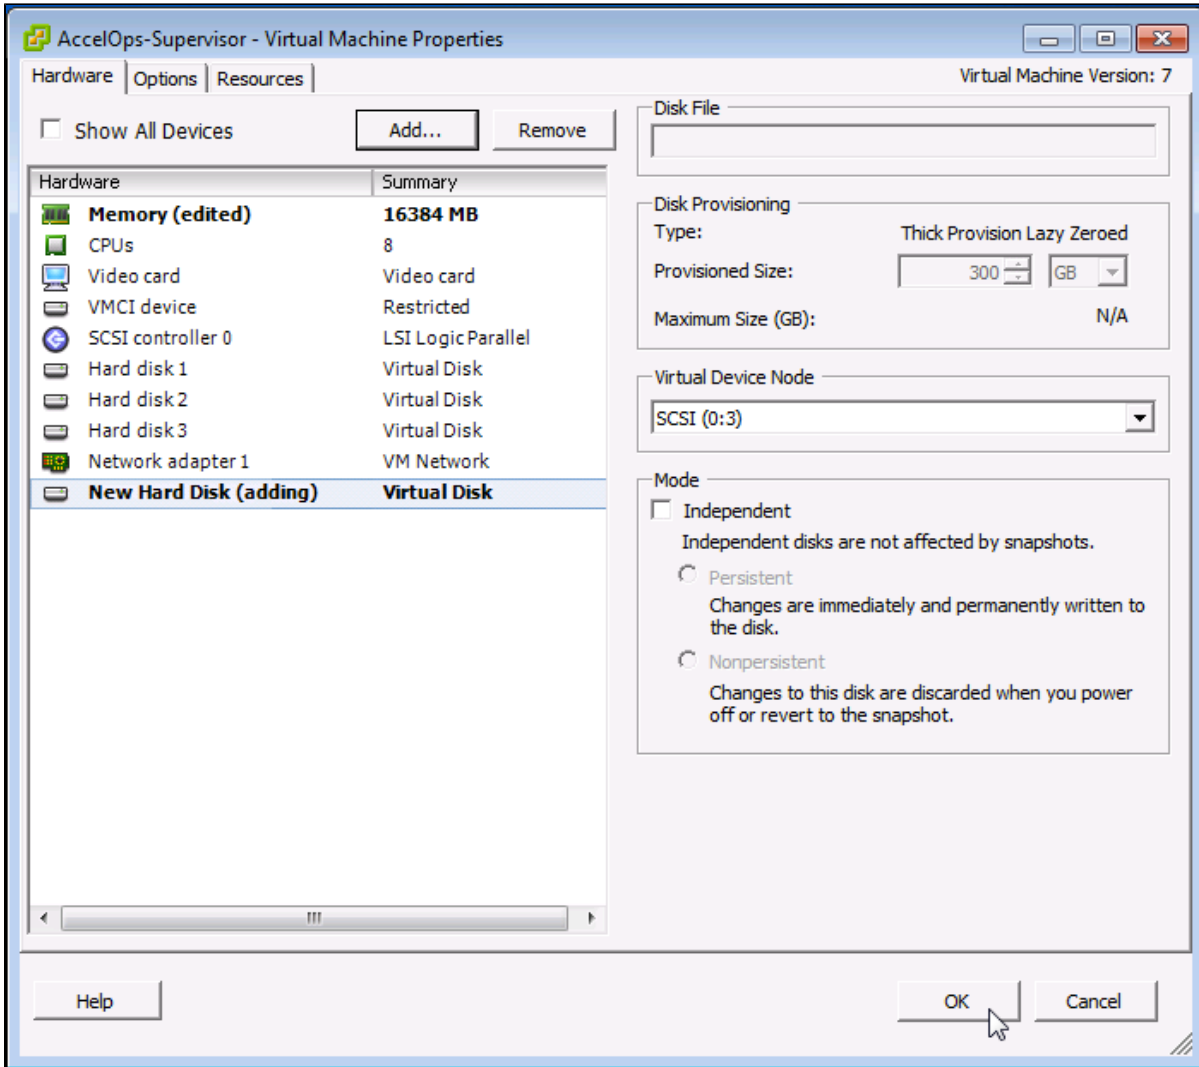 AccelOps-Supervisor - Virtual Machine Properties
Hardware Options Resources
Virtual Machine Version: 7
Show All Devices
Add...
Remove
Hardware Summary
Memory (edited) 16384 MB
CPUs 8
Video card Video card
VMCI device Restricted
SCSI controller 0 LSI Logic Parallel
Hard disk 1 Virtual Disk
Hard disk 2 Virtual Disk
Hard disk 3 Virtual Disk
Network adapter 1 VM Network
New Hard Disk (adding) Virtual Disk
Disk File
Disk Provisioning
Type: Thick Provision Lazy Zeroed
Provisioned Size: 300 GB
Maximum Size (GB): N/A
Virtual Device Node
SCSI (0:3)
Mode
Independent
Independent disks are not affected by snapshots.
Persistent
Changes are immediately and permanently written to
the disk.
Nonpersistent
Changes to this disk are discarded when you power
off or revert to the snapshot.
Help
OK
Cancel